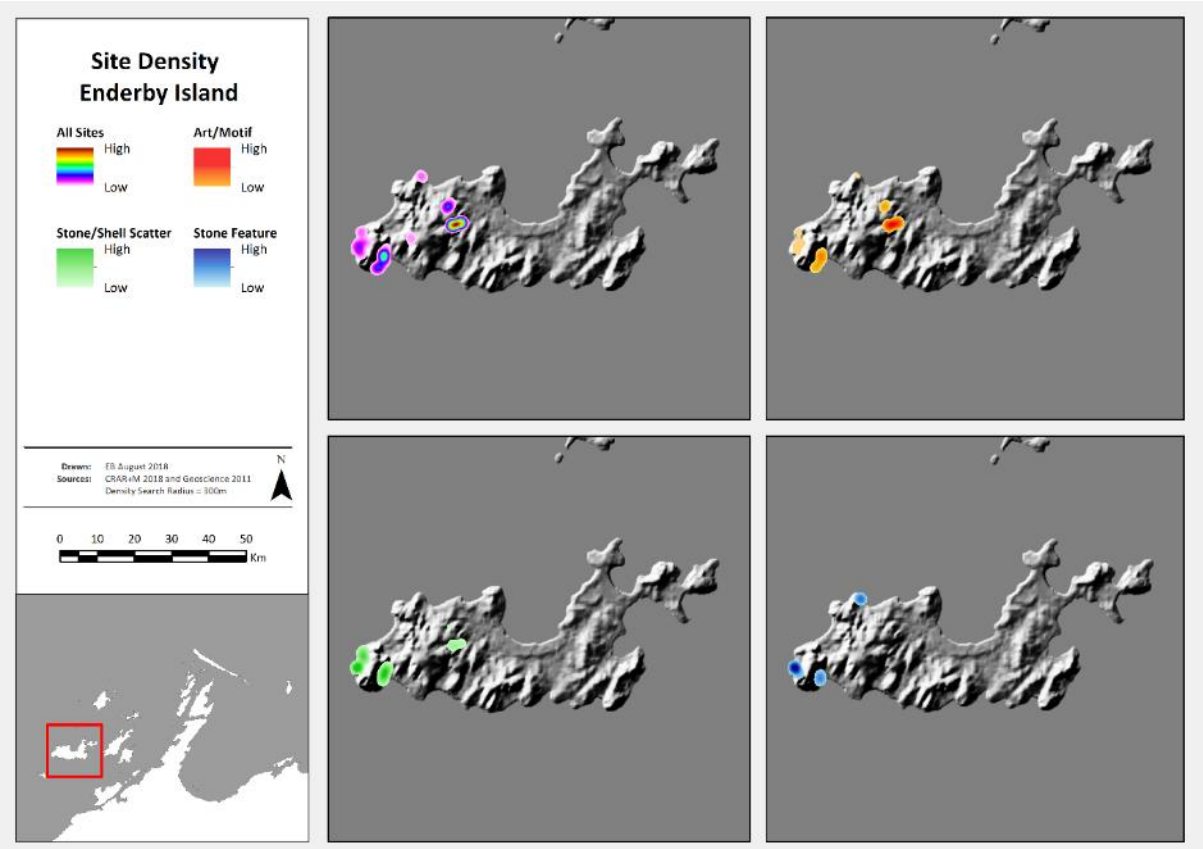 Site Density
Enderby Island
All Sites
High
Low
Art/Motif
High
Low
Stone/Shell Scatter
High
Low
Stone Feature
High
Low
Drawn: EB August 2018
Sources: CRAR+M 2018 and Geoscience 2011
Density Search Radius = 300m
N
0 10 20 30 40 50
Km